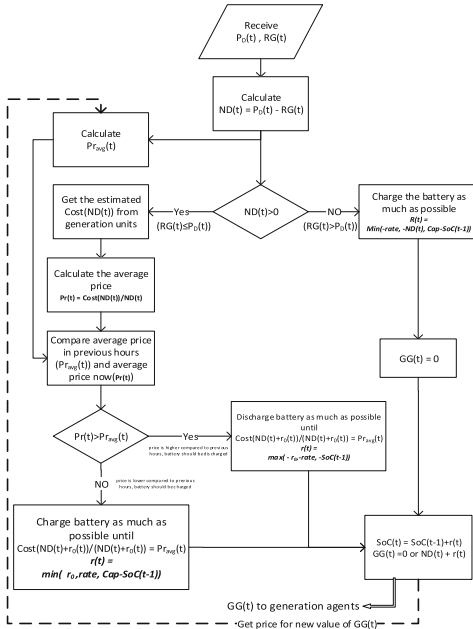 Receive
P_D(t) , RG(t)
Calculate
ND(t) = P_D(t) - RG(t)
Calculate
Pr_avg(t)
Get the estimated
Cost(ND(t)) from
generation units
Yes
(RG(t)≤P_D(t))
ND(t)>0
NO
(RG(t)>P_D(t))
Charge the battery as
much as possible
R(t) =
Min(-rate, -ND(t), Cap-SoC(t-1))
Calculate the average
price
Pr(t) = Cost(ND(t))/ND(t)
Compare average price
in previous hours
(Pr_avg(t)) and average
price now(Pr(t))
GG(t) = 0
Pr(t)>Pr_avg(t)
Yes
price is higher compared to previous
hours, battery should be discharged
Discharge battery as much as possible
until
Cost(ND(t)+r_0(t))/(ND(t)+r_0(t)) = Pr_avg(t)
r(t) =
max( - r_0,-rate, -SoC(t-1))
NO
price is lower compared to previous
hours, battery should be charged
Charge battery as much as
possible until
Cost(ND(t)+r_0(t))/(ND(t)+r_0(t)) = Pr_avg(t)
r(t) =
min( r_0,rate, Cap-SoC(t-1))
SoC(t) = SoC(t-1)+r(t)
GG(t) =0 or ND(t) + r(t)
GG(t) to generation agents
Get price for new value of GG(t)